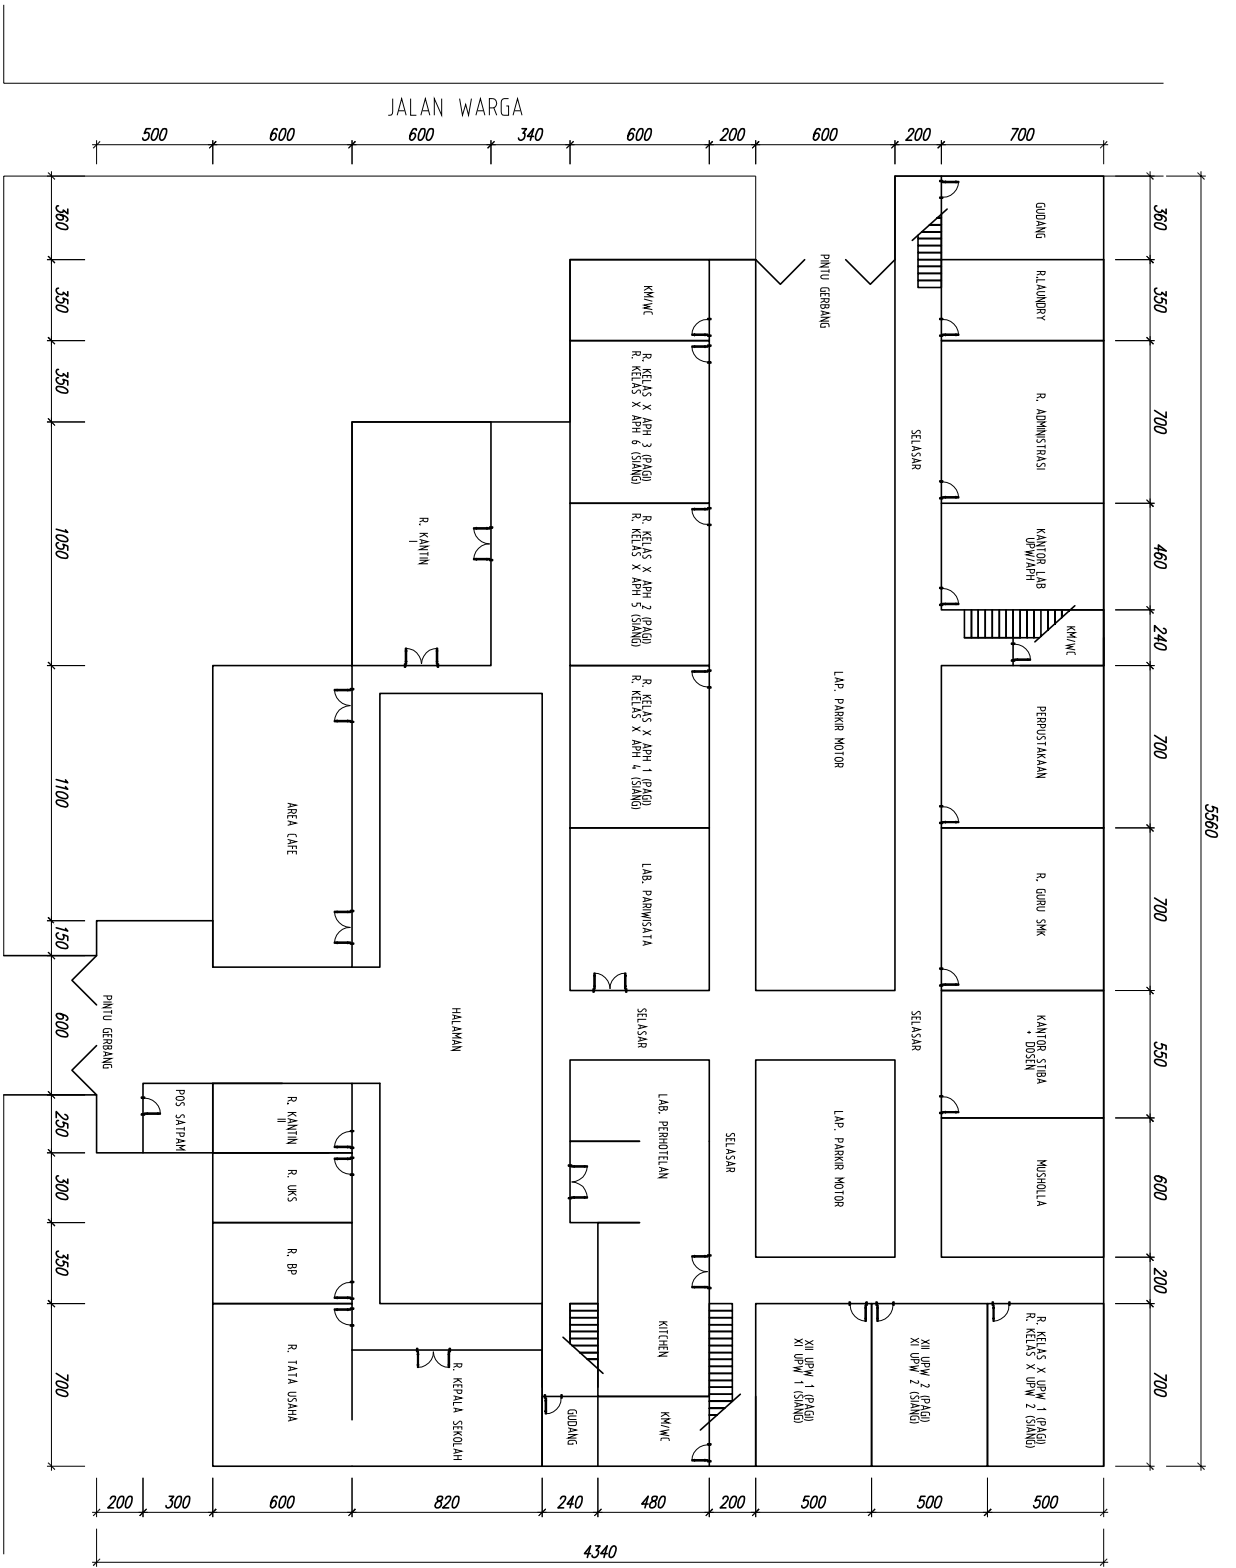 JALAN WARGA
500
600
600
340
600
200
600
200
700
5560
360
350
700
460
240
700
700
550
600
200
700
360
350
350
1050
1100
150
600
250
300
350
700
200
300
600
820
240
480
200
500
500
500
4340
GUDANG
R.LAUNDRY
R. ADMINISTRASI
KANTOR LAB
UPW/APH
KM/WC
PERPUSTAKAAN
R. GURU SMK
KANTOR STIBA
+ DOSEN
MUSHOLLA
R. KELAS X UPW 1 (PAGI)
R. KELAS X UPW 2 (SIANG)
XII UPW 2 (PAGI)
XI UPW 2 (SIANG)
XII UPW 1 (PAGI)
XI UPW 1 (SIANG)
SELASAR
SELASAR
PINTU GERBANG
LAP. PARKIR MOTOR
LAP. PARKIR MOTOR
SELASAR
KM/WC
R. KELAS X APH 3 (PAGI)
R. KELAS X APH 6 (SIANG)
R. KELAS X APH 2 (PAGI)
R. KELAS X APH 5 (SIANG)
R. KELAS X APH 1 (PAGI)
R. KELAS X APH 4 (SIANG)
LAB. PARIWISATA
SELASAR
LAB. PERHOTELAN
KITCHEN
KM/WC
GUDANG
R. KANTIN
I
HALAMAN
R. KEPALA SEKOLAH
AREA CAFE
R. KANTIN
II
R. UKS
R. BP
R. TATA USAHA
POS SATPAM
PINTU GERBANG